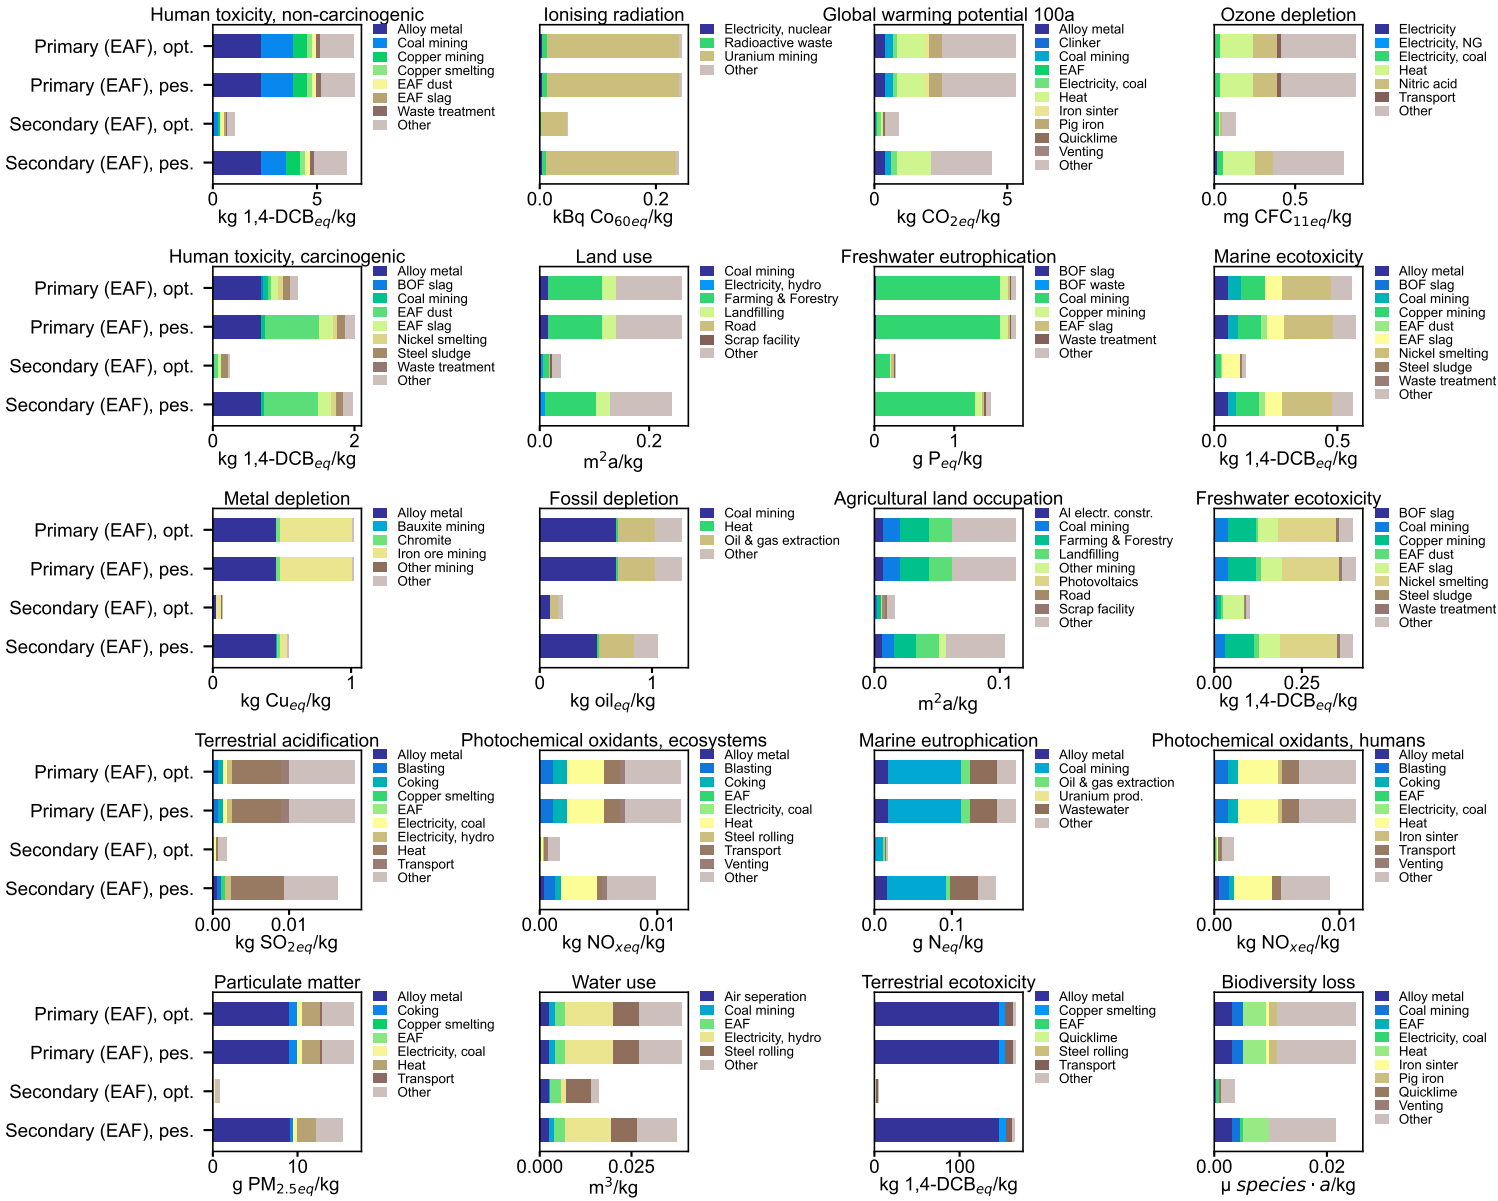 Human toxicity, non-carcinogenic
Primary (EAF), opt.
Primary (EAF), pes.
Secondary (EAF), opt.
Secondary (EAF), pes.
0
5
kg 1,4-DCBeq/kg
Alloy metal
Coal mining
Copper mining
Copper smelting
EAF dust
EAF slag
Waste treatment
Other
Ionising radiation
0.0
0.2
kBq Co60eq/kg
Electricity, nuclear
Radioactive waste
Uranium mining
Other
Global warming potential 100a
0
5
kg CO2eq/kg
Alloy metal
Clinker
Coal mining
EAF
Electricity, coal
Heat
Iron sinter
Pig iron
Quicklime
Venting
Other
Ozone depletion
0.0
0.5
mg CFC11eq/kg
Electricity
Electricity, NG
Electricity, coal
Heat
Nitric acid
Transport
Other
Human toxicity, carcinogenic
Primary (EAF), opt.
Primary (EAF), pes.
Secondary (EAF), opt.
Secondary (EAF), pes.
0
2
kg 1,4-DCBeq/kg
Alloy metal
BOF slag
Coal mining
EAF dust
EAF slag
Nickel smelting
Steel sludge
Waste treatment
Other
Land use
0.0
0.2
m2a/kg
Coal mining
Electricity, hydro
Farming & Forestry
Landfilling
Road
Scrap facility
Other
Freshwater eutrophication
0
1
g Peq/kg
BOF slag
BOF waste
Coal mining
Copper mining
EAF slag
Waste treatment
Other
Marine ecotoxicity
0.0
0.5
kg 1,4-DCBeq/kg
Alloy metal
BOF slag
Coal mining
Copper mining
EAF dust
EAF slag
Nickel smelting
Steel sludge
Waste treatment
Other
Metal depletion
Primary (EAF), opt.
Primary (EAF), pes.
Secondary (EAF), opt.
Secondary (EAF), pes.
0
1
kg Cueq/kg
Alloy metal
Bauxite mining
Chromite
Iron ore mining
Other mining
Other
Fossil depletion
0
1
kg oileq/kg
Coal mining
Heat
Oil & gas extraction
Other
Agricultural land occupation
0.0
0.1
m2a/kg
Al electr. constr.
Coal mining
Farming & Forestry
Landfilling
Other mining
Photovoltaics
Road
Scrap facility
Other
Freshwater ecotoxicity
0.00
0.25
kg 1,4-DCBeq/kg
BOF slag
Coal mining
Copper mining
EAF dust
EAF slag
Nickel smelting
Steel sludge
Waste treatment
Other
Terrestrial acidification
Primary (EAF), opt.
Primary (EAF), pes.
Secondary (EAF), opt.
Secondary (EAF), pes.
0.00
0.01
kg SO2eq/kg
Alloy metal
Blasting
Coking
Copper smelting
EAF
Electricity, coal
Electricity, hydro
Heat
Transport
Other
Photochemical oxidants, ecosystems
0.00
0.01
kg NOxeq/kg
Alloy metal
Blasting
Coking
EAF
Electricity, coal
Heat
Steel rolling
Transport
Venting
Other
Marine eutrophication
0.0
0.1
g Neq/kg
Alloy metal
Coal mining
Oil & gas extraction
Uranium prod.
Wastewater
Other
Photochemical oxidants, humans
0.00
0.01
kg NOxeq/kg
Alloy metal
Blasting
Coking
EAF
Electricity, coal
Heat
Iron sinter
Transport
Venting
Other
Particulate matter
Primary (EAF), opt.
Primary (EAF), pes.
Secondary (EAF), opt.
Secondary (EAF), pes.
0
10
g PM2.5eq/kg
Alloy metal
Coking
Copper smelting
EAF
Electricity, coal
Heat
Transport
Other
Water use
0.000
0.025
m3/kg
Air seperation
Coal mining
EAF
Electricity, hydro
Steel rolling
Other
Terrestrial ecotoxicity
0
100
kg 1,4-DCBeq/kg
Alloy metal
Copper smelting
EAF
Quicklime
Steel rolling
Transport
Other
Biodiversity loss
0.00
0.02
µ species · a/kg
Alloy metal
Coal mining
EAF
Electricity, coal
Heat
Iron sinter
Pig iron
Quicklime
Venting
Other